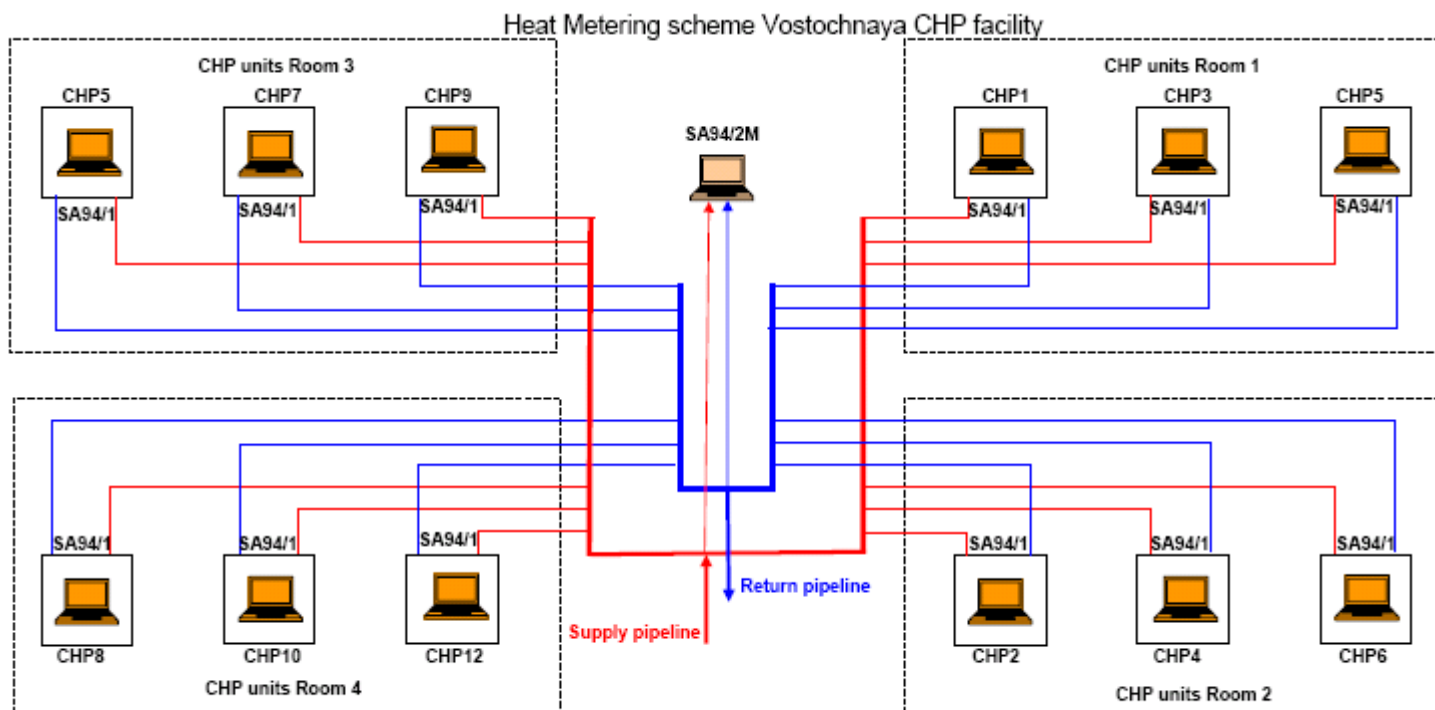 Heat Metering scheme Vostochnaya CHP facility
CHP units Room 3
CHP5
CHP7
CHP9
SA94/1
SA94/1
SA94/1
SA94/2M
CHP units Room 1
CHP1
CHP3
CHP5
SA94/1
SA94/1
SA94/1
SA94/1
SA94/1
SA94/1
CHP8
CHP10
CHP12
CHP units Room 4
Return pipeline
Supply pipeline
SA94/1
SA94/1
SA94/1
CHP2
CHP4
CHP6
CHP units Room 2